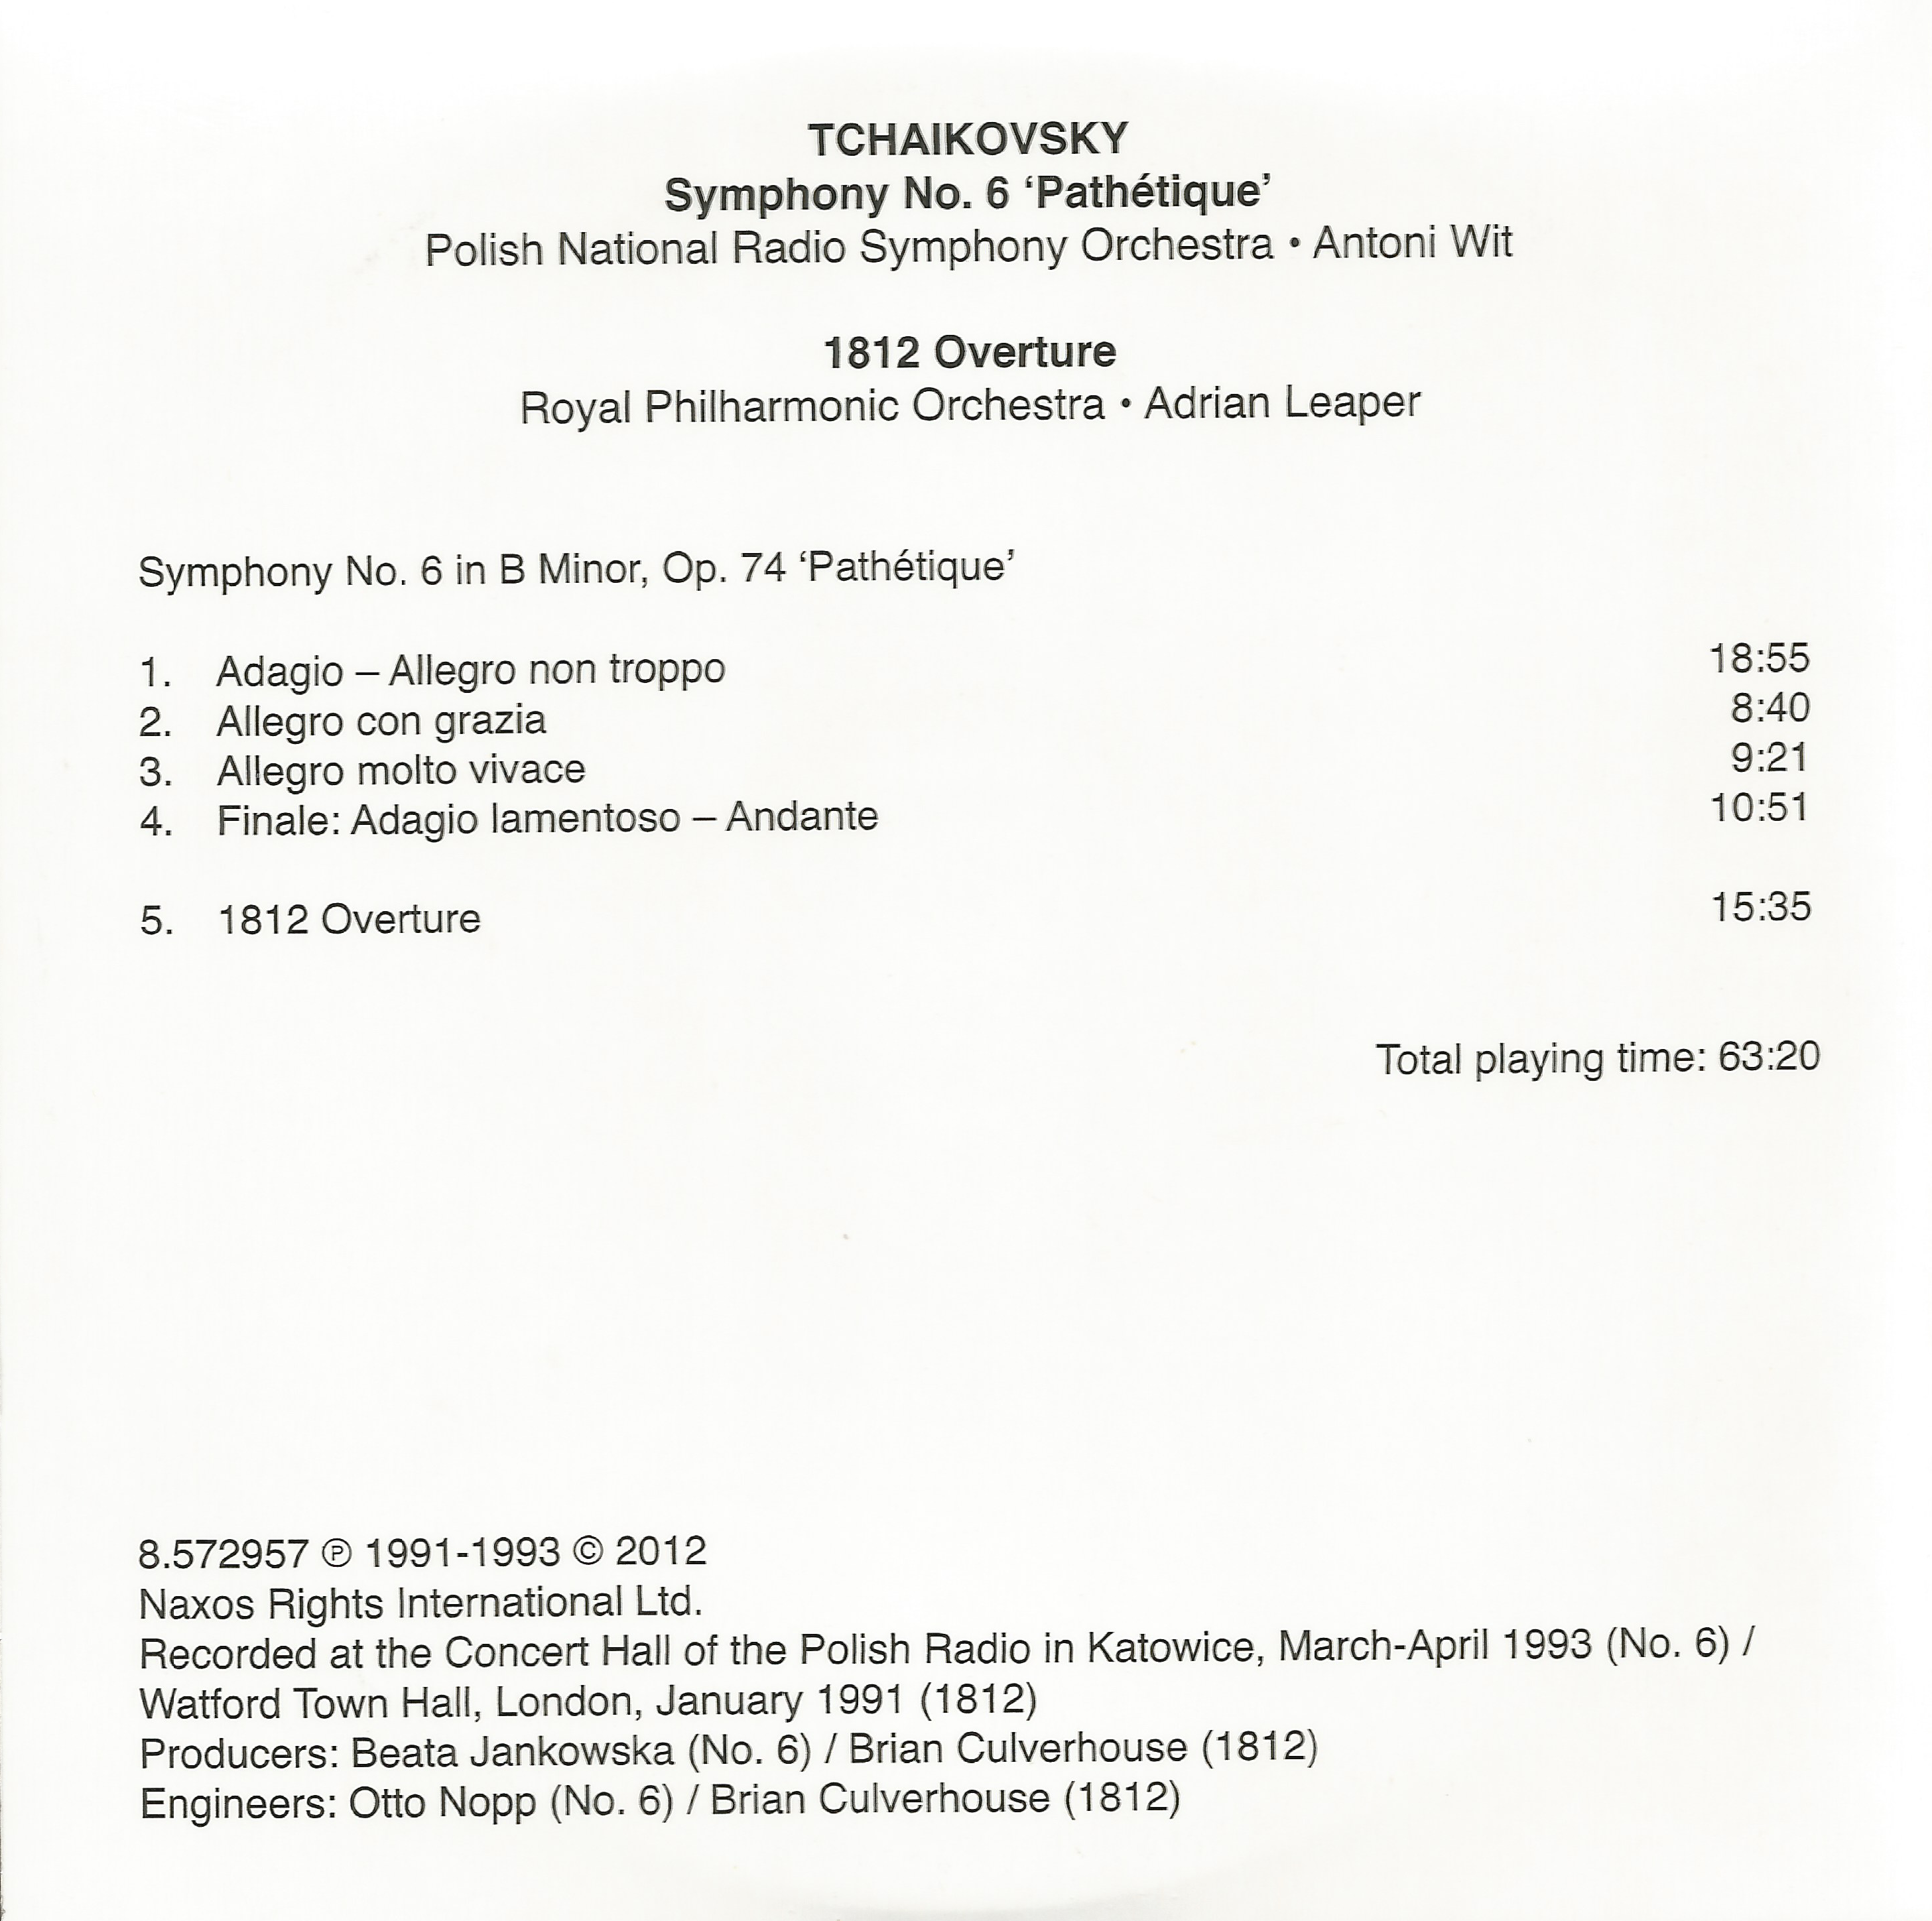 TCHAIKOVSKY
Symphony No. 6 ‘Pathétique’
Polish National Radio Symphony Orchestra • Antoni Wit
1812 Overture
Royal Philharmonic Orchestra • Adrian Leaper
Symphony No. 6 in B Minor, Op. 74 ‘Pathétique’
1. Adagio – Allegro non troppo 18:55
2. Allegro con grazia 8:40
3. Allegro molto vivace 9:21
4. Finale: Adagio lamentoso – Andante 10:51
5. 1812 Overture 15:35
Total playing time: 63:20
8.572957 ℗ 1991-1993 © 2012
Naxos Rights International Ltd.
Recorded at the Concert Hall of the Polish Radio in Katowice, March-April 1993 (No. 6) /
Watford Town Hall, London, January 1991 (1812)
Producers: Beata Jankowska (No. 6) / Brian Culverhouse (1812)
Engineers: Otto Nopp (No. 6) / Brian Culverhouse (1812)